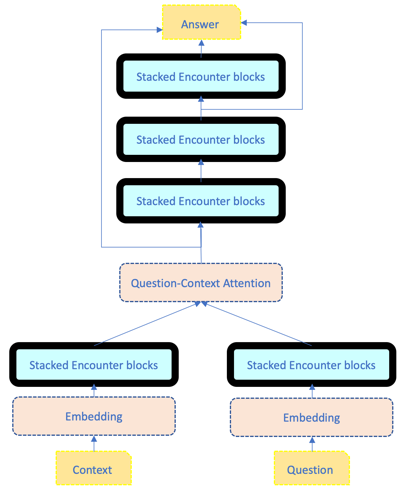 Answer
Stacked Encounter blocks
Stacked Encounter blocks
Stacked Encounter blocks
Question-Context Attention
Stacked Encounter blocks
Stacked Encounter blocks
Embedding
Embedding
Context
Question